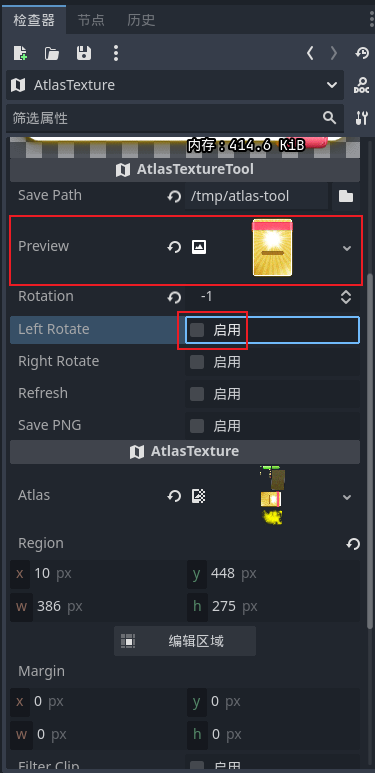 检查器 节点 历史
AtlasTexture DOC
筛选属性
内存：414.6 KiB
AtlasTextureTool
Save Path /tmp/atlas-tool
Preview
Rotation -1
Left Rotate 启用
Right Rotate 启用
Refresh 启用
Save PNG 启用
AtlasTexture
Atlas
Region
x 10 px y 448 px
w 386 px h 275 px
编辑区域
Margin
x 0 px y 0 px
w 0 px h 0 px
Filter Clip 启用